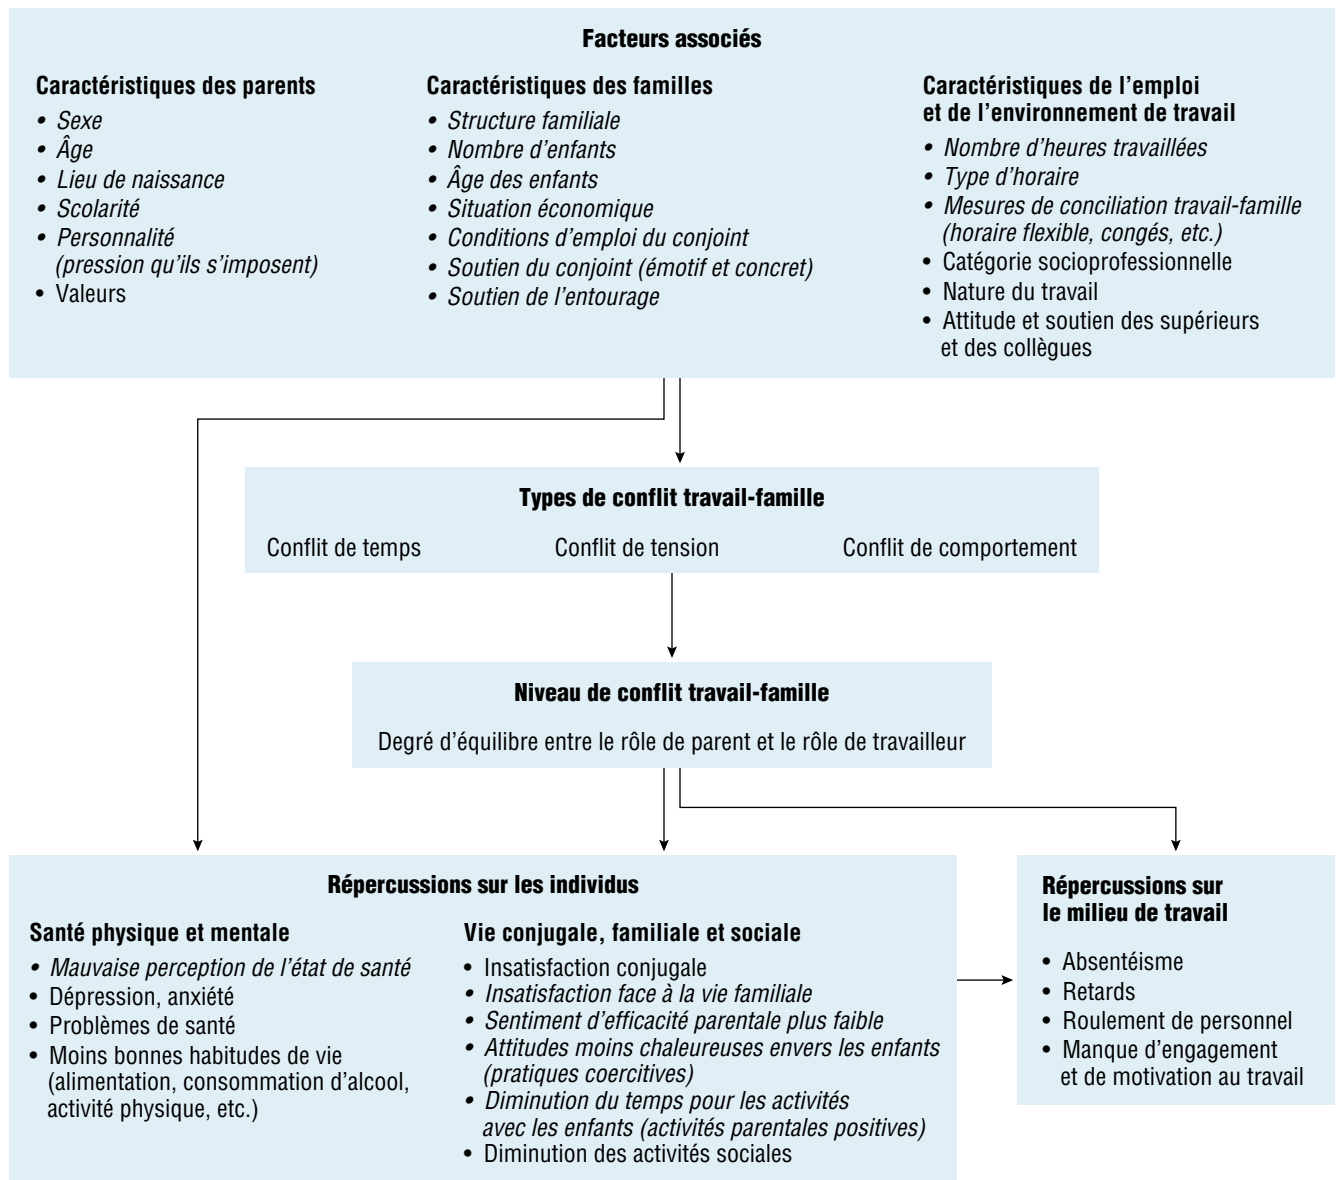 Facteurs associés
Caractéristiques des parents
• Sexe
• Âge
• Lieu de naissance
• Scolarité
• Personnalité
(pression qu'ils s'imposent)
• Valeurs
Caractéristiques des familles
• Structure familiale
• Nombre d'enfants
• Âge des enfants
• Situation économique
• Conditions d'emploi du conjoint
• Soutien du conjoint (émotif et concret)
• Soutien de l'entourage
Caractéristiques de l'emploi
et de l'environnement de travail
• Nombre d'heures travaillées
• Type d'horaire
• Mesures de conciliation travail-famille
(horaire flexible, congés, etc.)
• Catégorie socioprofessionnelle
• Nature du travail
• Attitude et soutien des supérieurs
et des collègues
Types de conflit travail-famille
Conflit de temps
Conflit de tension
Conflit de comportement
Niveau de conflit travail-famille
Degré d'équilibre entre le rôle de parent et le rôle de travailleur
Répercussions sur les individus
Santé physique et mentale
• Mauvaise perception de l'état de santé
• Dépression, anxiété
• Problèmes de santé
• Moins bonnes habitudes de vie
(alimentation, consommation d'alcool,
activité physique, etc.)
Vie conjugale, familiale et sociale
• Insatisfaction conjugale
• Insatisfaction face à la vie familiale
• Sentiment d'efficacité parentale plus faible
• Attitudes moins chaleureuses envers les enfants
(pratiques coercitives)
• Diminution du temps pour les activités
avec les enfants (activités parentales positives)
• Diminution des activités sociales
Répercussions sur
le milieu de travail
• Absentéisme
• Retards
• Roulement de personnel
• Manque d'engagement
et de motivation au travail